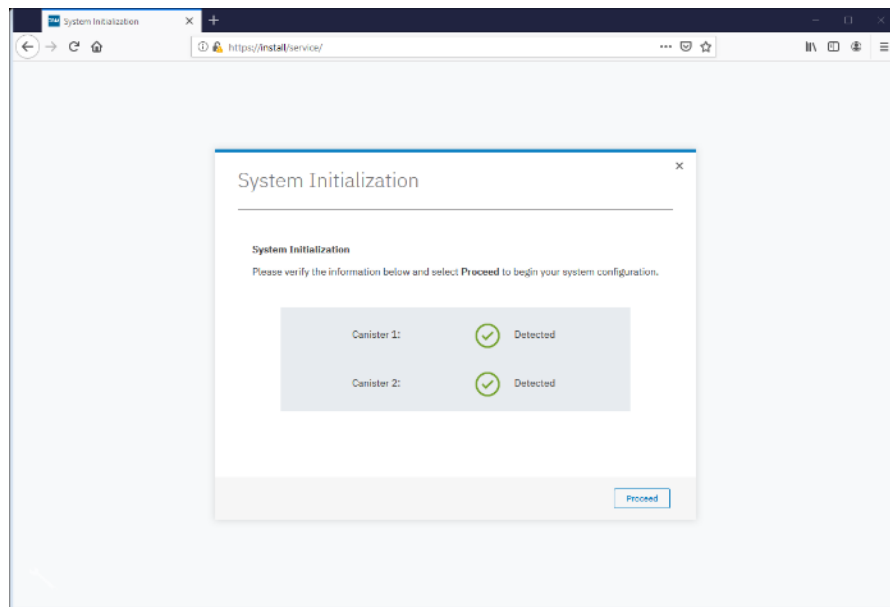 IBM System Initialization
https://install/service/
System Initialization
System Initialization
Please verify the information below and select Proceed to begin your system configuration.
Canister 1: Detected
Canister 2: Detected
Proceed